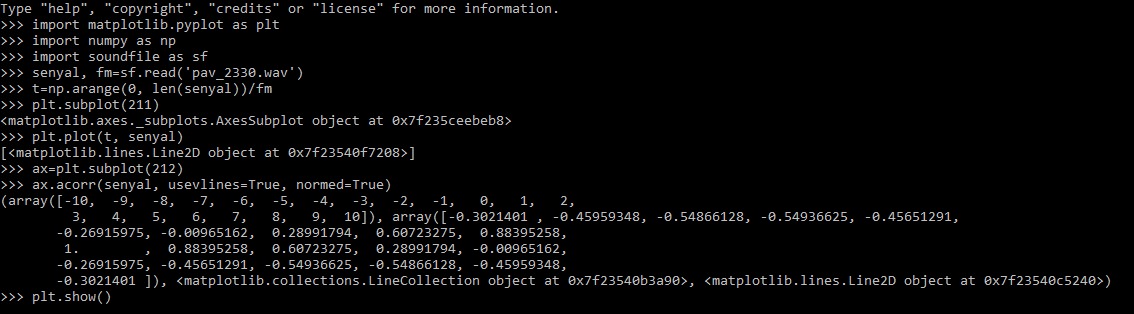 Type "help", "copyright", "credits" or "license" for more information.
>>> import matplotlib.pyplot as plt
>>> import numpy as np
>>> import soundfile as sf
>>> senyal, fm=sf.read('pav_2330.wav')
>>> t=np.arange(0, len(senyal))/fm
>>> plt.subplot(211)
<matplotlib.axes._subplots.AxesSubplot object at 0x7f235ceebeb8>
>>> plt.plot(t, senyal)
[<matplotlib.lines.Line2D object at 0x7f23540f7208>]
>>> ax=plt.subplot(212)
>>> ax.acorr(senyal, usevlines=True, normed=True)
(array([-10,  -9,  -8,  -7,  -6,  -5,  -4,  -3,  -2,  -1,   0,   1,   2,
         3,   4,   5,   6,   7,   8,   9,  10]), array([-0.3021401 , -0.45959348, -0.54866128, -0.54936625, -0.45651291,
       -0.26915975, -0.00965162,  0.28991794,  0.60723275,  0.88395258,
        1.        ,  0.88395258,  0.60723275,  0.28991794, -0.00965162,
       -0.26915975, -0.45651291, -0.54936625, -0.54866128, -0.45959348,
       -0.3021401 ]), <matplotlib.collections.LineCollection object at 0x7f23540b3a90>, <matplotlib.lines.Line2D object at 0x7f23540c5240>)
>>> plt.show()